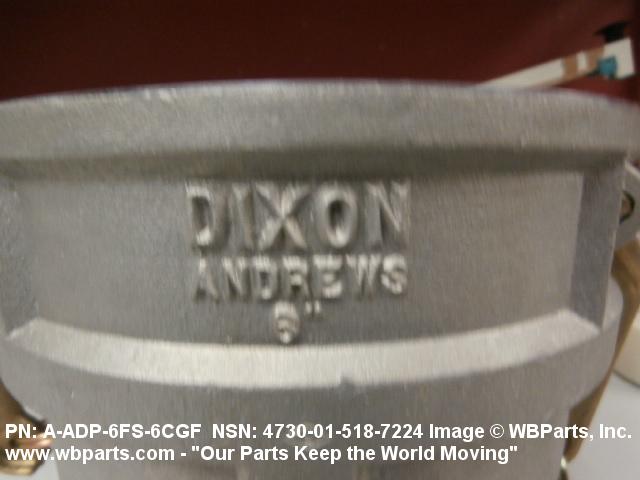 DIXON
ANDREWS
6"
PN: A-ADP-6FS-6CGF NSN: 4730-01-518-7224 Image © WBParts, Inc.
www.wbparts.com - "Our Parts Keep the World Moving"